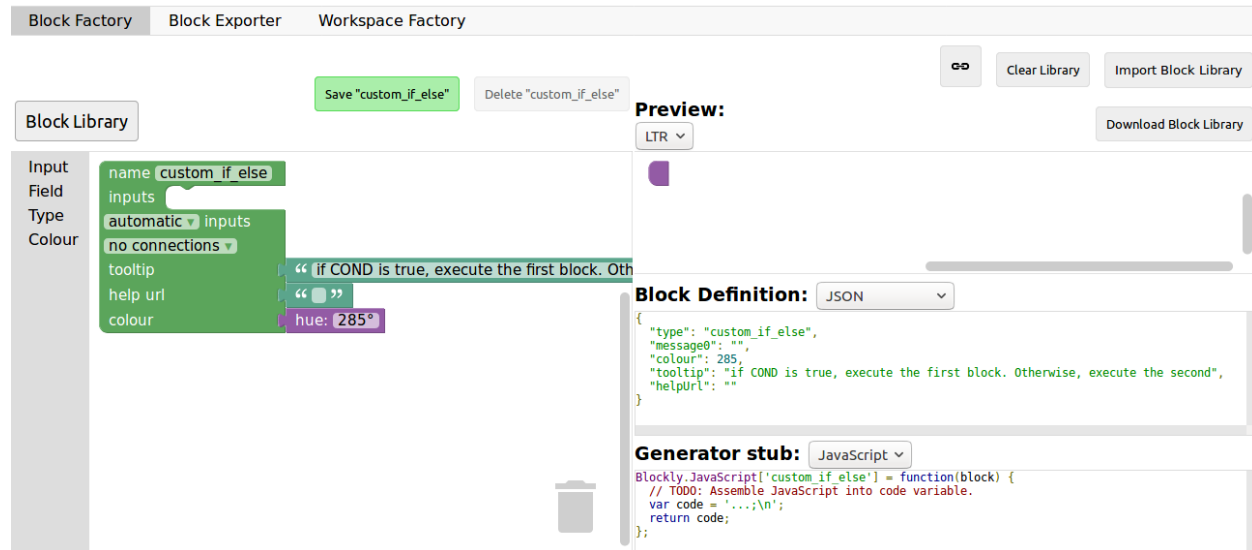 Block Factory Block Exporter Workspace Factory
Clear Library Import Block Library
Save "custom_if_else" Delete "custom_if_else"
Block Library
Preview:
LTR
Download Block Library
Input
Field
Type
Colour
name custom_if_else
inputs
automatic ▾ inputs
no connections ▾
tooltip “ if COND is true, execute the first block. Oth
help url “ ”
colour hue: 285°
Block Definition: JSON
{
  "type": "custom_if_else",
  "message0": "",
  "colour": 285,
  "tooltip": "if COND is true, execute the first block. Otherwise, execute the second",
  "helpUrl": ""
}
Generator stub: JavaScript
Blockly.JavaScript['custom_if_else'] = function(block) {
  // TODO: Assemble JavaScript into code variable.
  var code = '...;\n';
  return code;
};